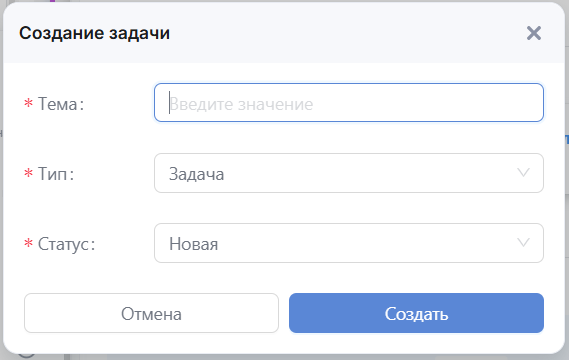 Создание задачи
* Тема:
Введите значение
* Тип:
Задача
* Статус:
Новая
Отмена
Создать